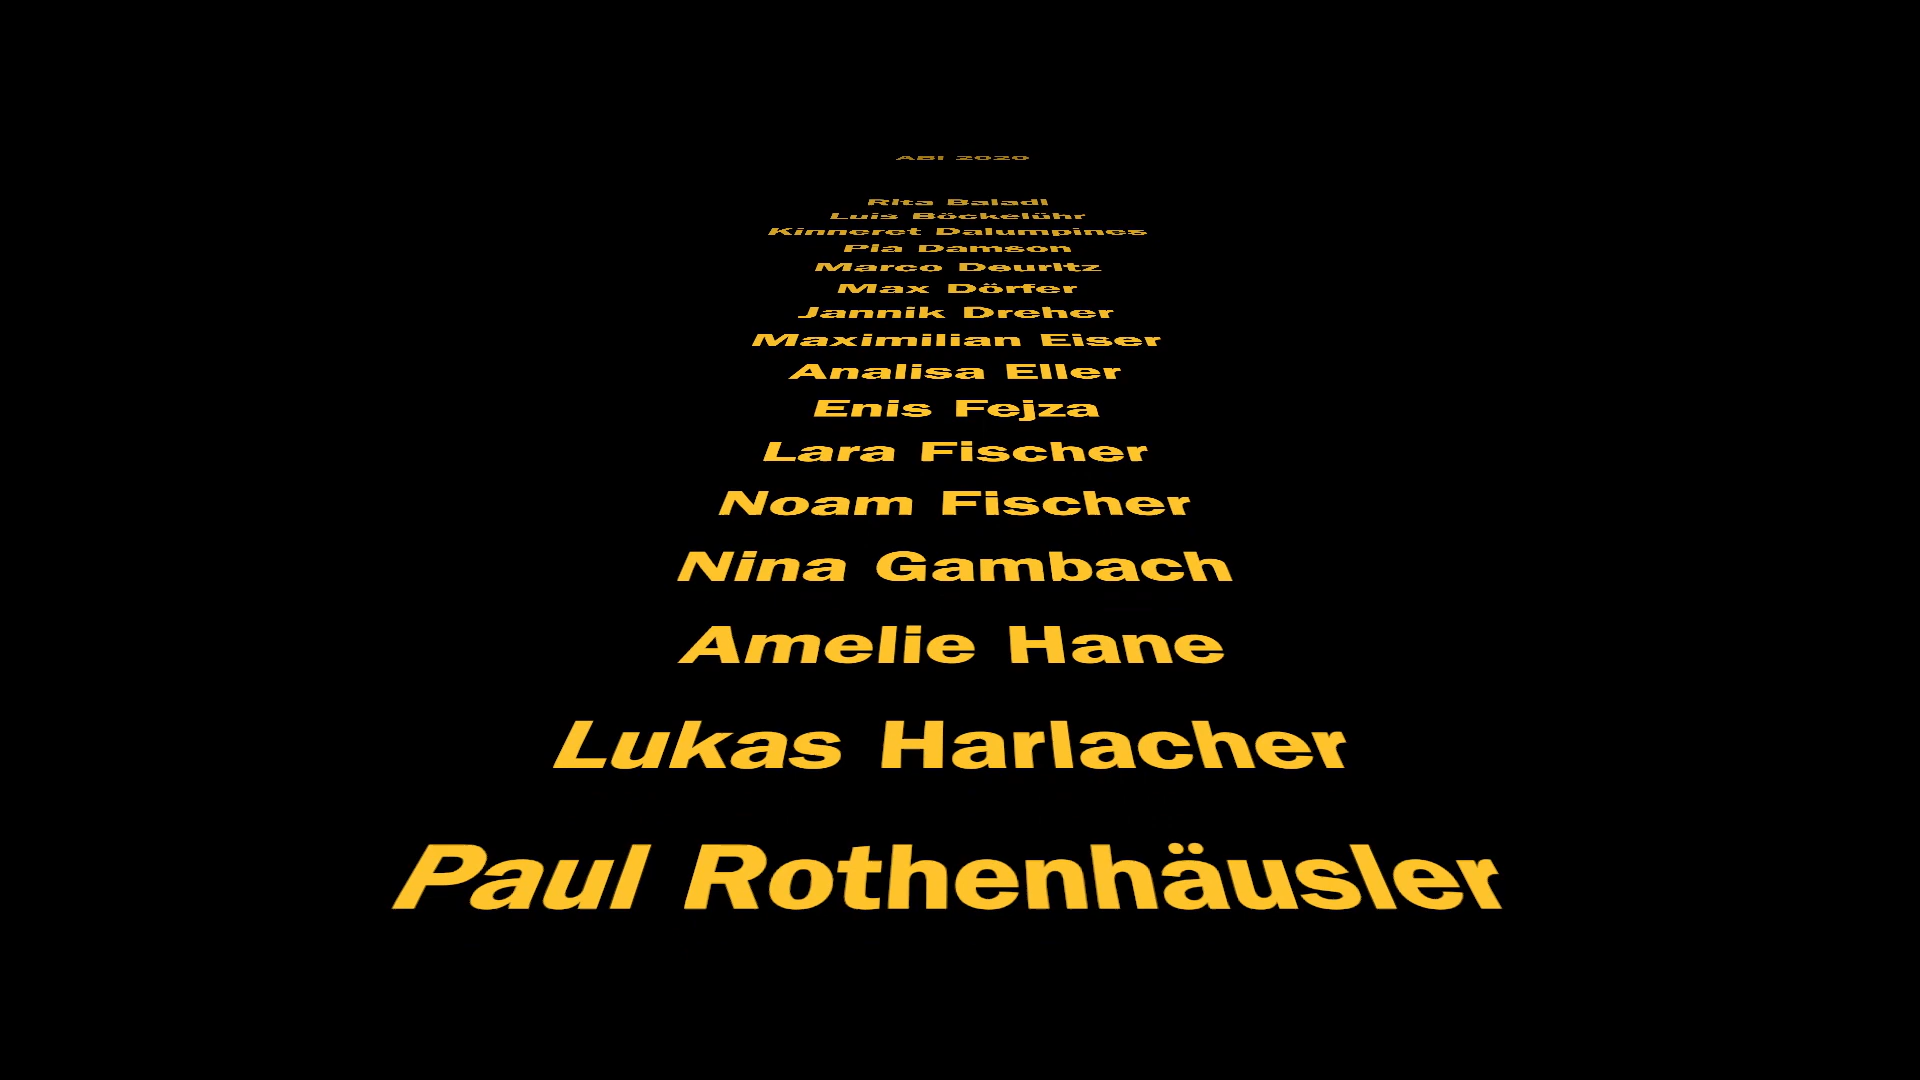 ABI 2020
Rita Baladi
Luis Böckelühr
Kinneret Dalumpines
Pia Damson
Marco Deuritz
Max Dörfer
Jannik Dreher
Maximilian Eiser
Analisa Eller
Enis Fejza
Lara Fischer
Noam Fischer
Nina Gambach
Amelie Hane
Lukas Harlacher
Paul Rothenhäusler